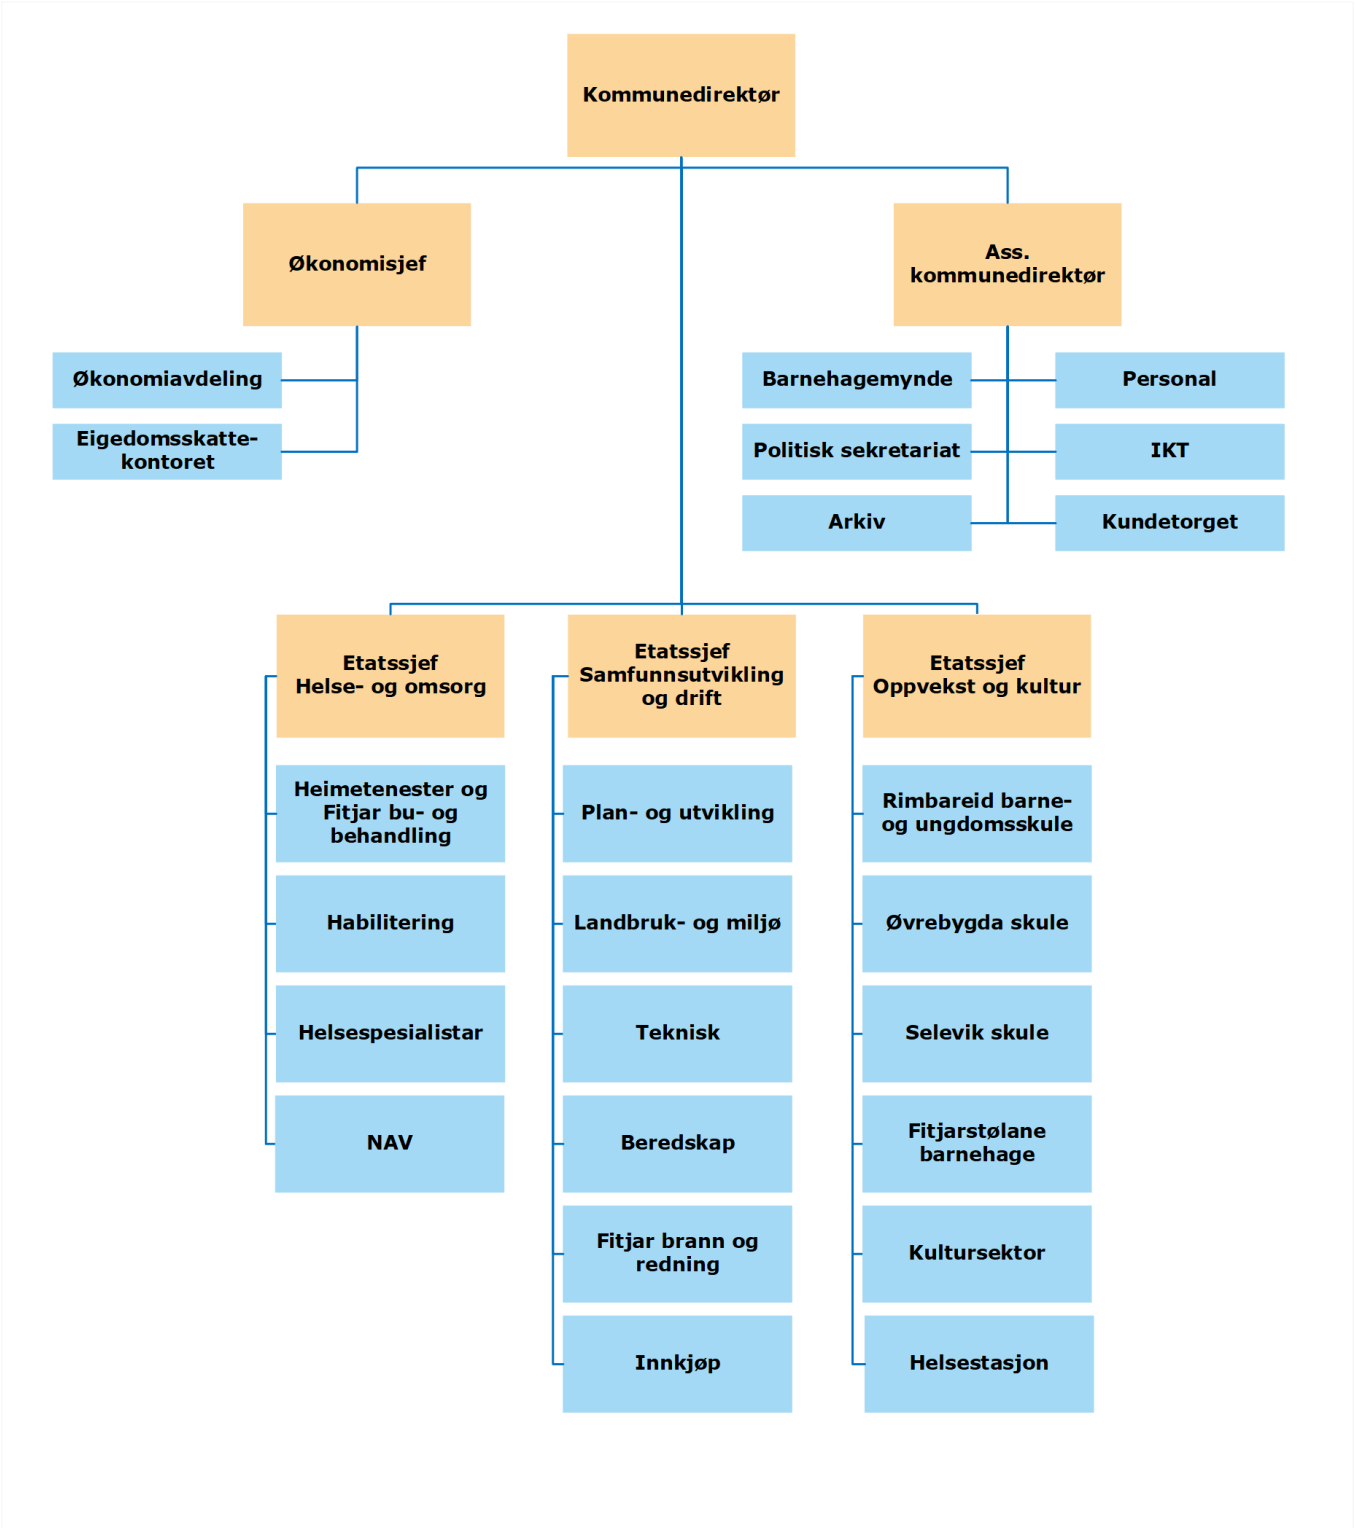 Kommunedirektør
Økonomisjef
Ass.
kommunedirektør
Økonomiavdeling
Eigedomsskatte-
kontoret
Barnehagemynde
Personal
Politisk sekretariat
IKT
Arkiv
Kundetorget
Etatssjef
Helse- og omsorg
Heimetenester og
Fitjar bu- og
behandling
Habilitering
Helsespesialistar
NAV
Etatssjef
Samfunnsutvikling
og drift
Plan- og utvikling
Landbruk- og miljø
Teknisk
Beredskap
Fitjar brann og
redning
Innkjøp
Etatssjef
Oppvekst og kultur
Rimbareid barne-
og ungdomsskule
Øvrebygda skule
Selevik skule
Fitjarstølane
barnehage
Kultursektor
Helsestasjon